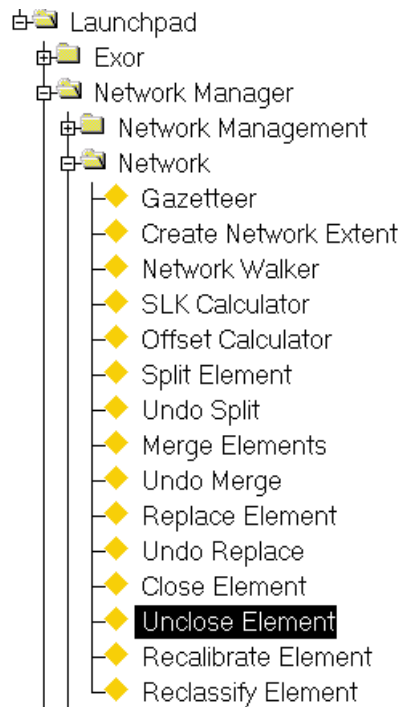 Launchpad
Exor
Network Manager
Network Management
Network
Gazetteer
Create Network Extent
Network Walker
SLK Calculator
Offset Calculator
Split Element
Undo Split
Merge Elements
Undo Merge
Replace Element
Undo Replace
Close Element
Unclose Element
Recalibrate Element
Reclassify Element